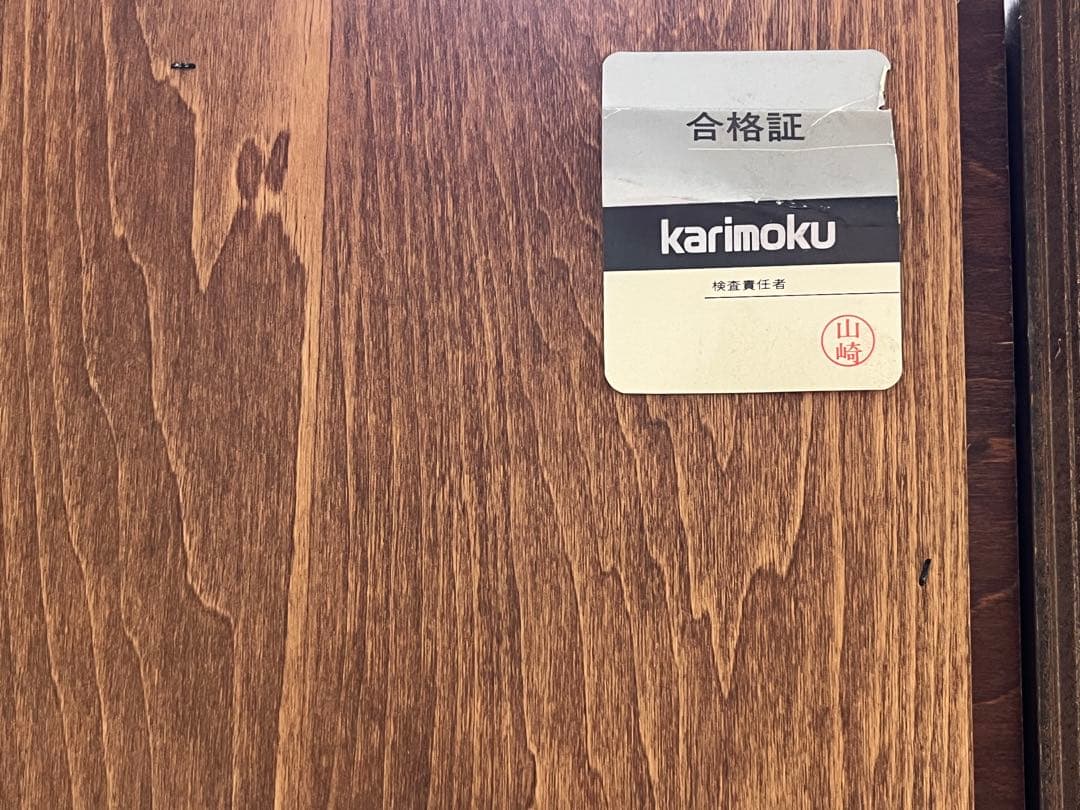 合格証
karimoku
検査責任者
山
崎